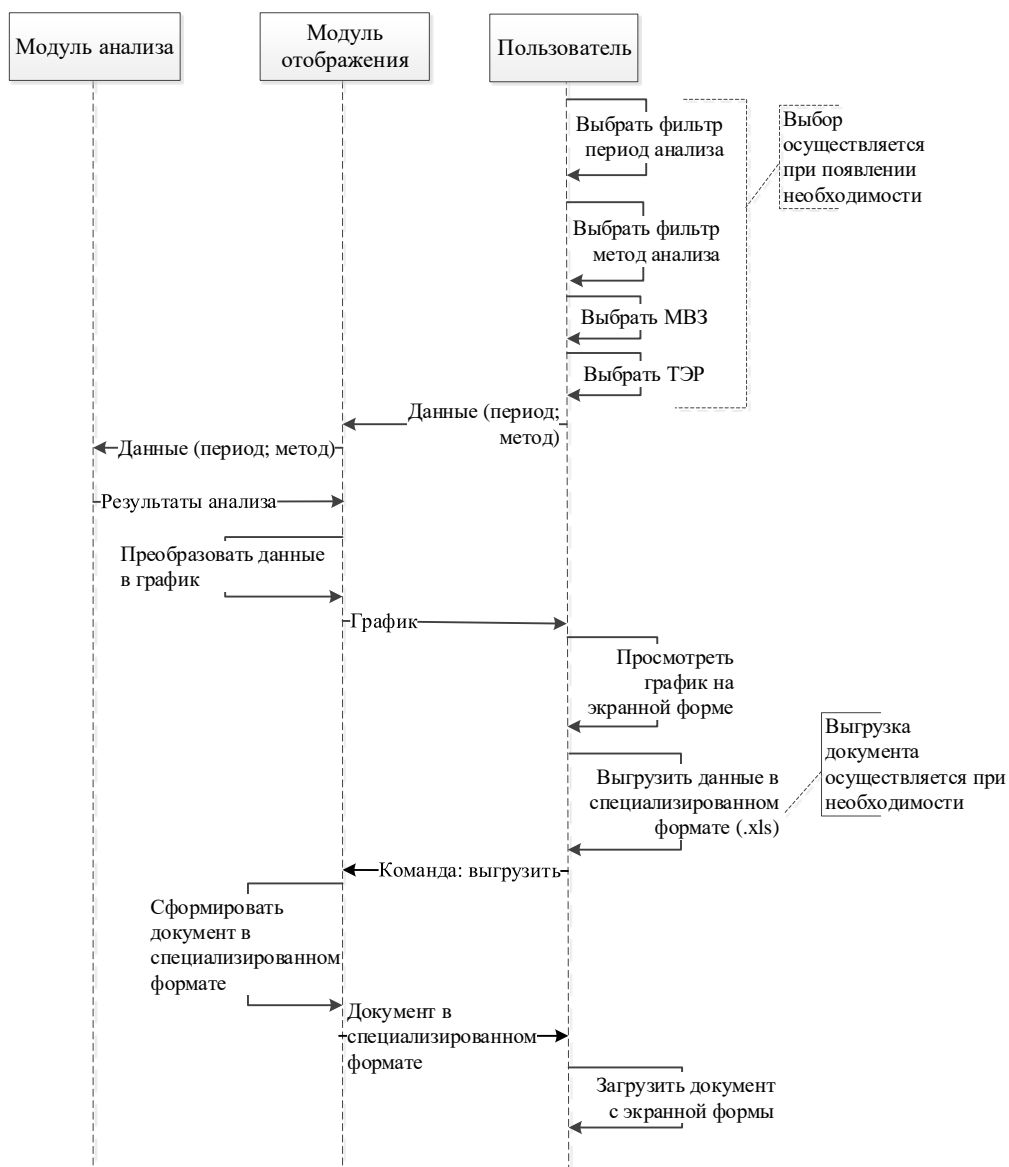 Модуль анализа
Модуль
отображения
Пользователь
Выбрать фильтр
период анализа
Выбор
осуществляется
при появлении
необходимости
Выбрать фильтр
метод анализа
Выбрать МВЗ
Выбрать ТЭР
Данные (период;
метод)
Данные (период; метод)
Результаты анализа
Преобразовать данные
в график
График
Просмотреть
график на
экранной форме
Выгрузка
документа
осуществляется при
необходимости
Выгрузить данные в
специализированном
формате (.xls)
Команда: выгрузить
Сформировать
документ в
специализированном
формате
Документ в
специализированном
формате
Загрузить документ
с экранной формы